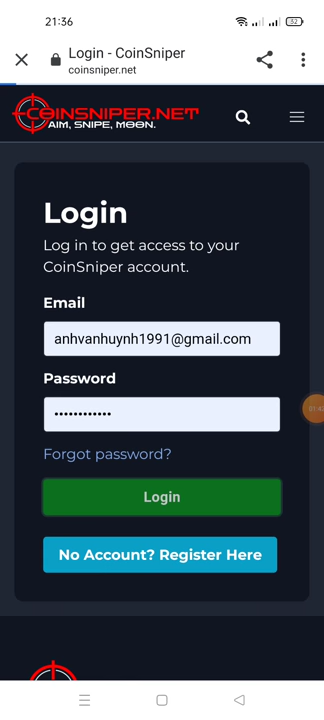 21:36
52
Login - CoinSniper
coinsniper.net
COINSNIPER.NET
AIM, SNIPE, MOON.
Login
Log in to get access to your
CoinSniper account.
Email
anhvanhuynh1991@gmail.com
Password
••••••••••••
Forgot password?
Login
No Account? Register Here